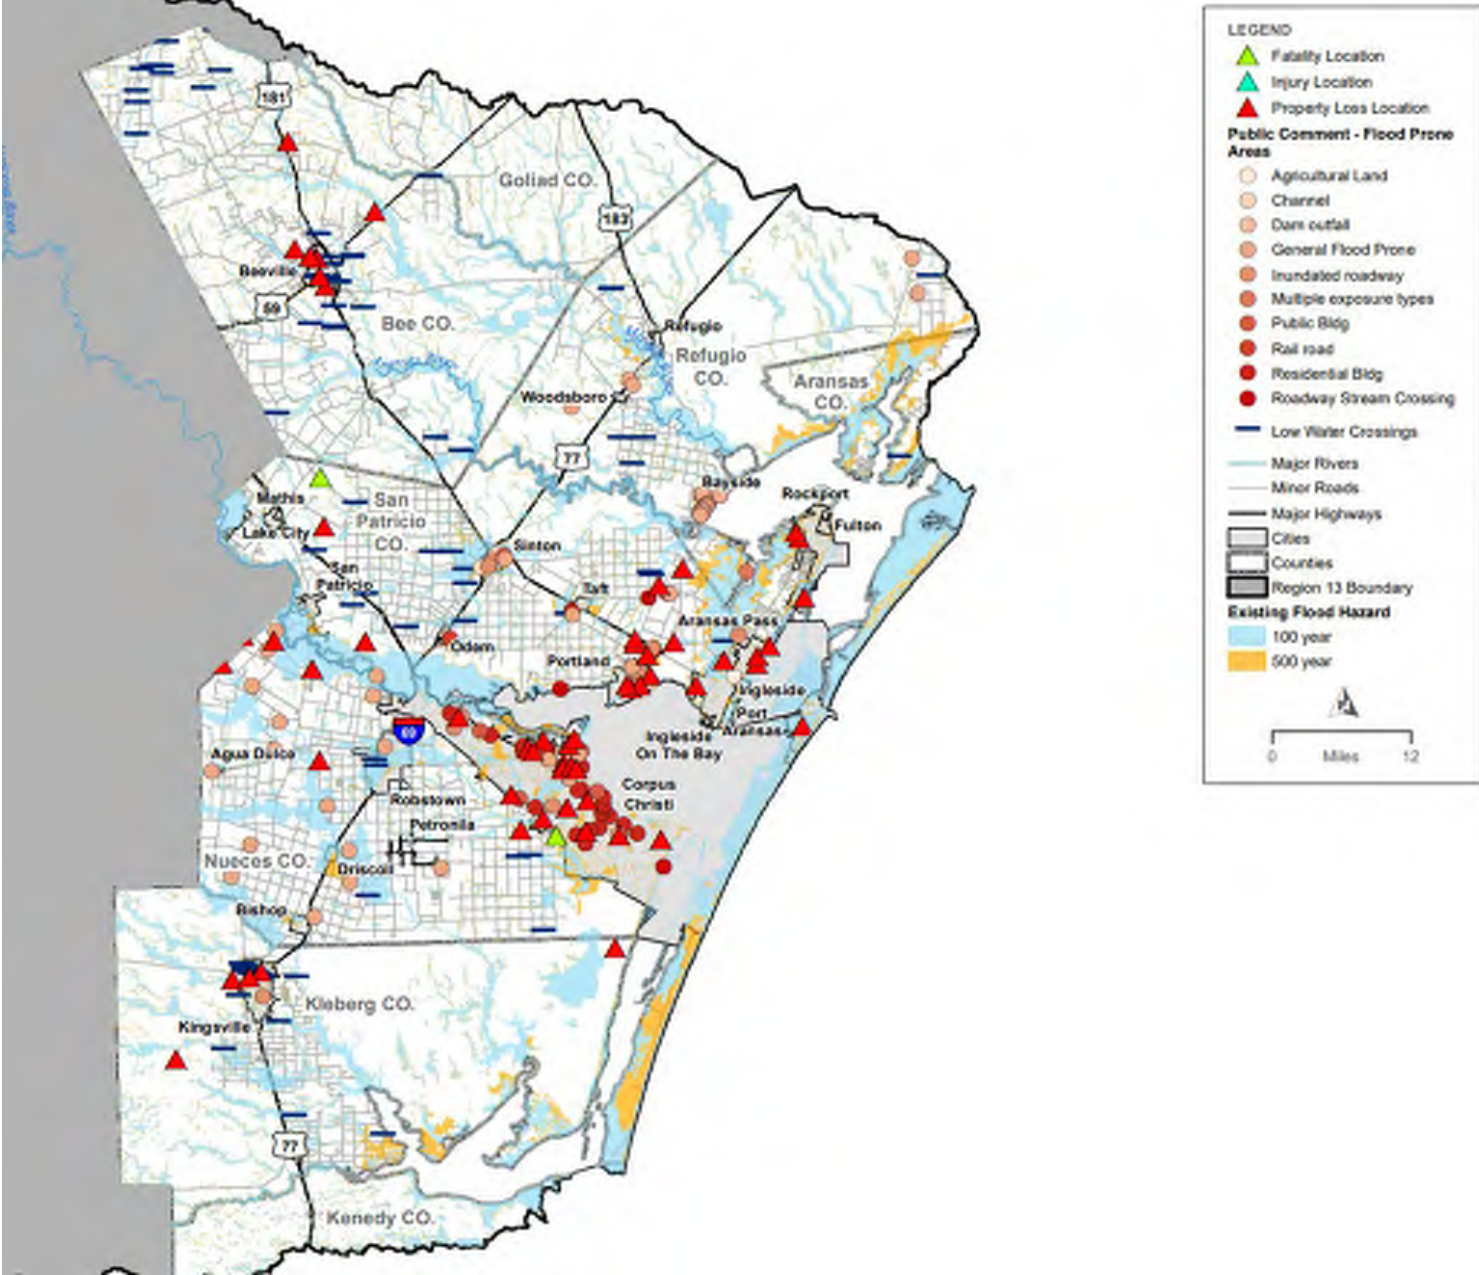 LEGEND
Fatality Location
Injury Location
Property Loss Location
Public Comment - Flood Prone
Areas
Agricultural Land
Channel
Dam outfall
General Flood Prone
Inundated roadway
Multiple exposure types
Public Bldg
Rail road
Residential Bldg
Roadway Stream Crossing
Low Water Crossings
Major Rivers
Minor Roads
Major Highways
Cities
Counties
Region 13 Boundary
Existing Flood Hazard
100 year
500 year
N
0 Miles 12
181
Goliad CO.
183
Beeville
59
Bee CO.
Refugio
Refugio
CO.
Aransas
CO.
Woodsboro
77
Bayside
Rockport
Fulton
Mathis
Lake City
San
Patricio
CO.
San
Patricio
Sinton
Taft
Aransas Pass
Odem
Portland
Ingleside
Port
Aransas
Ingleside
On The Bay
69
Agua Dulce
Corpus
Christi
Robstown
Petronila
Nueces CO.
Driscoll
Bishop
Kleberg CO.
Kingsville
77
Kenedy CO.